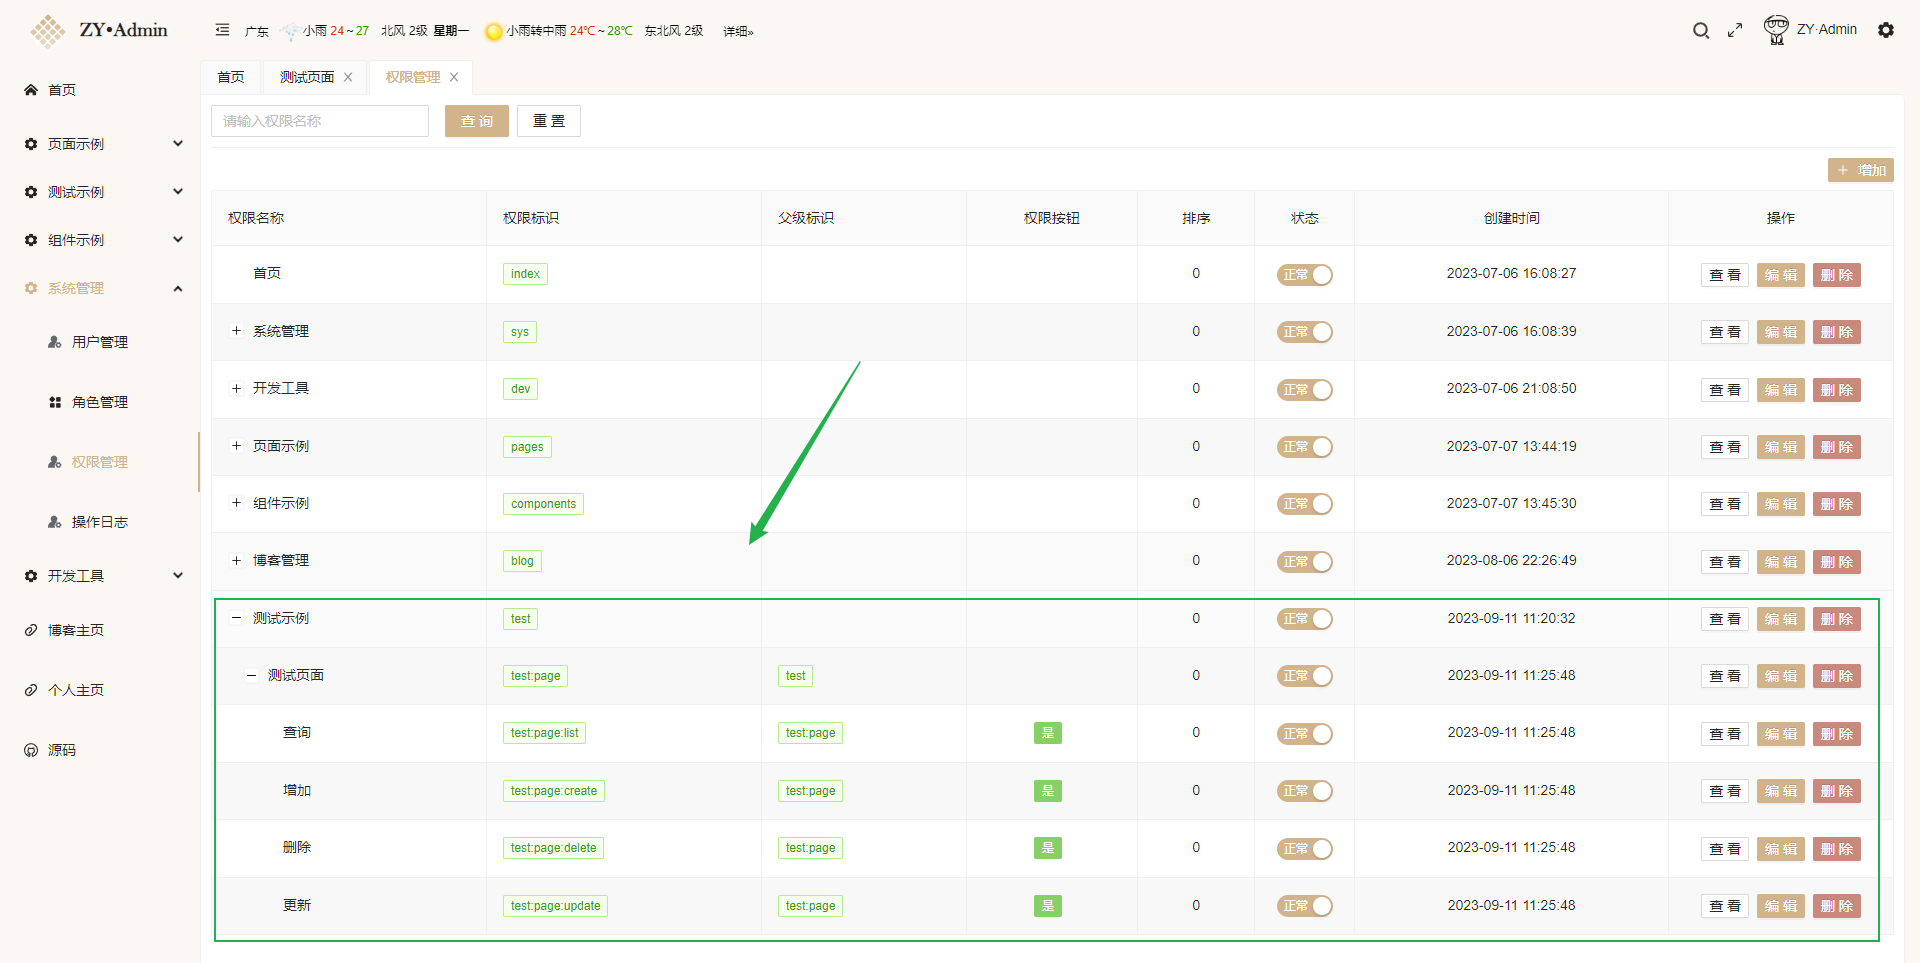 ZY•Admin
广东 小雨 24 ~ 27 北风 2级 星期一 小雨转中雨 24℃ ~ 28℃ 东北风 2级 详细»
ZY·Admin
首页
页面示例
测试示例
组件示例
系统管理
用户管理
角色管理
权限管理
操作日志
开发工具
博客主页
个人主页
源码
首页 测试页面 权限管理
请输入权限名称 查 询 重 置
+ 增加
权限名称 权限标识 父级标识 权限按钮 排序 状态 创建时间 操作
首页 index 0 正常 2023-07-06 16:08:27 查 看 编 辑 删 除
系统管理 sys 0 正常 2023-07-06 16:08:39 查 看 编 辑 删 除
开发工具 dev 0 正常 2023-07-06 21:08:50 查 看 编 辑 删 除
页面示例 pages 0 正常 2023-07-07 13:44:19 查 看 编 辑 删 除
组件示例 components 0 正常 2023-07-07 13:45:30 查 看 编 辑 删 除
博客管理 blog 0 正常 2023-08-06 22:26:49 查 看 编 辑 删 除
测试示例 test 0 正常 2023-09-11 11:20:32 查 看 编 辑 删 除
测试页面 test:page test 0 正常 2023-09-11 11:25:48 查 看 编 辑 删 除
查询 test:page:list test:page 是 0 正常 2023-09-11 11:25:48 查 看 编 辑 删 除
增加 test:page:create test:page 是 0 正常 2023-09-11 11:25:48 查 看 编 辑 删 除
删除 test:page:delete test:page 是 0 正常 2023-09-11 11:25:48 查 看 编 辑 删 除
更新 test:page:update test:page 是 0 正常 2023-09-11 11:25:48 查 看 编 辑 删 除